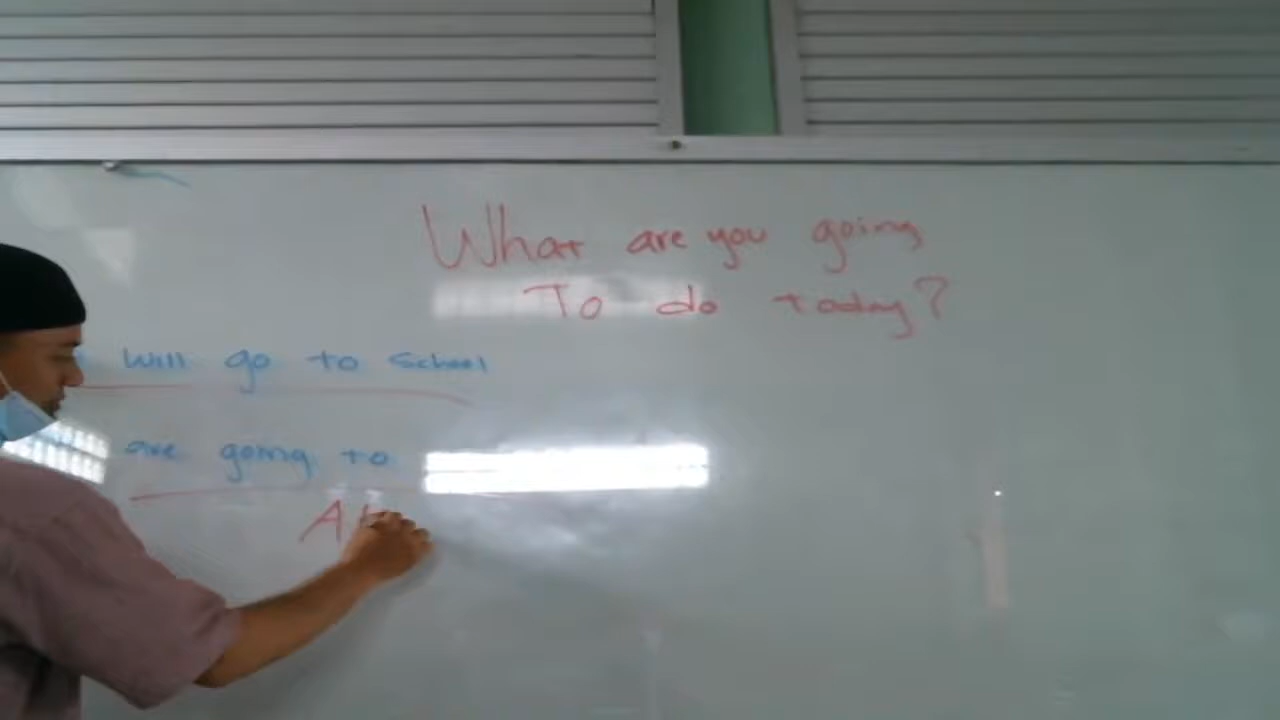 What are you going
To do today?
will go to School
are going to
A